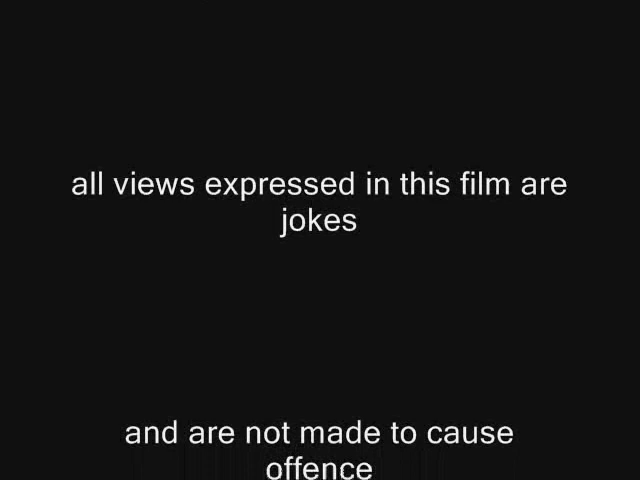 all views expressed in this film are
jokes
and are not made to cause
offence